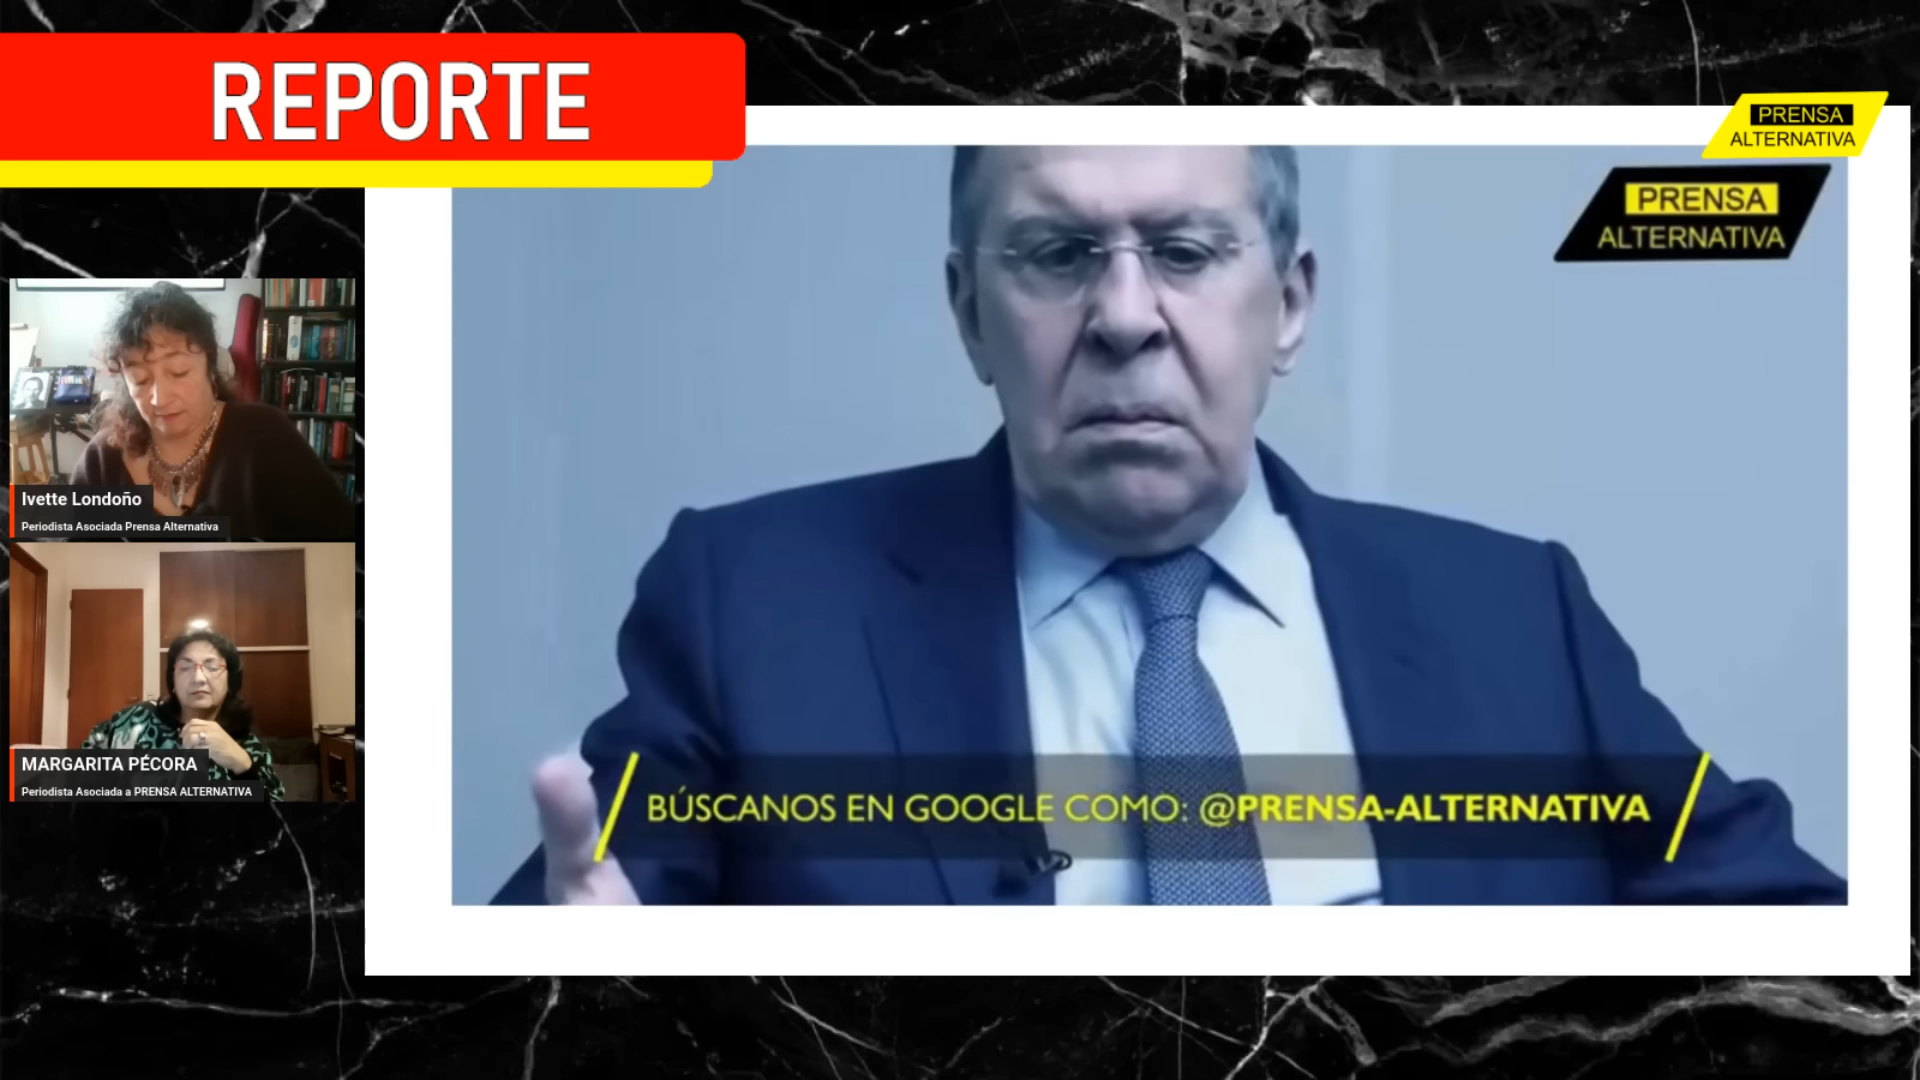 REPORTE
PRENSA
ALTERNATIVA
PRENSA
ALTERNATIVA
Ivette Londoño
Periodista Asociada Prensa Alternativa
MARGARITA PÉCORA
Periodista Asociada a PRENSA ALTERNATIVA
BÚSCANOS EN GOOGLE COMO: @PRENSA-ALTERNATIVA